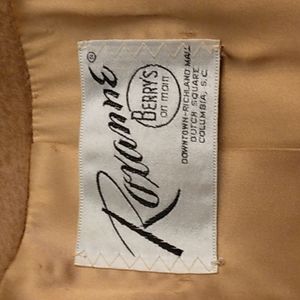 Roxanne®
BERRY'S
on main
DOWNTOWN-RICHLAND MALL
DUTCH SQUARE
COLUMBIA, S.C.